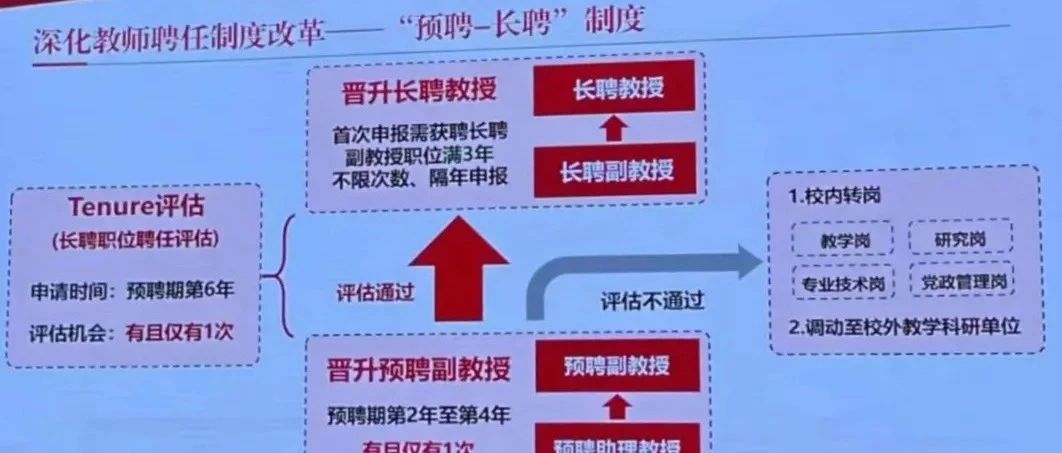 深化教师聘任制度改革——“预聘-长聘”制度
晋升长聘教授
首次申报需获聘长聘
副教授职位满3年
不限次数、隔年申报
长聘教授
长聘副教授
Tenure评估
(长聘职位聘任评估)
申请时间：预聘期第6年
评估机会：有且仅有1次
评估通过
评估不通过
1.校内转岗
教学岗
研究岗
专业技术岗
党政管理岗
2.调动至校外教学科研单位
晋升预聘副教授
预聘期第2年至第4年
有且仅有1次
预聘副教授
预聘助理教授